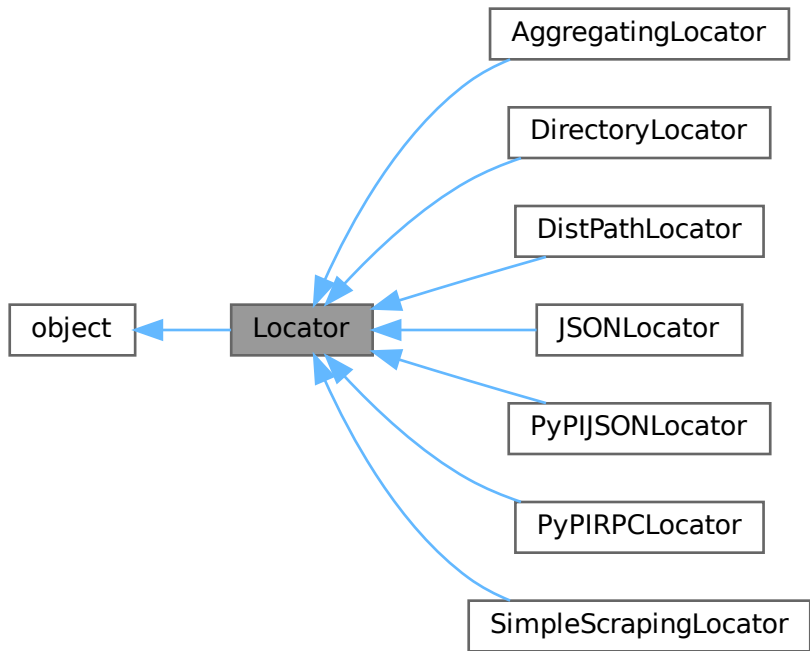 AggregatingLocator
DirectoryLocator
DistPathLocator
object
Locator
JSONLocator
PyPIJSONLocator
PyPIRPCLocator
SimpleScrapingLocator